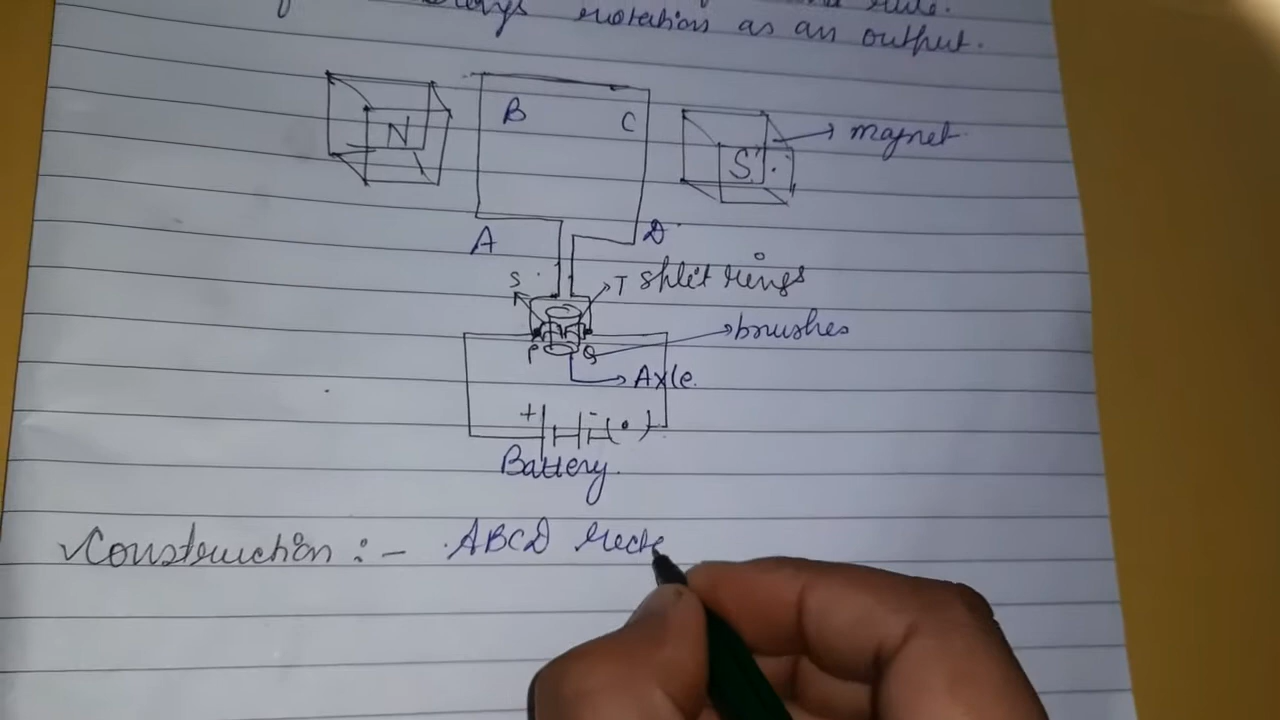 rotation as an output.
B
C
N
S
magnet
A
D
S
T split rings
brushes
P
Q
Axle.
+
-
(•)
Battery.
Construction :- ABCD recte